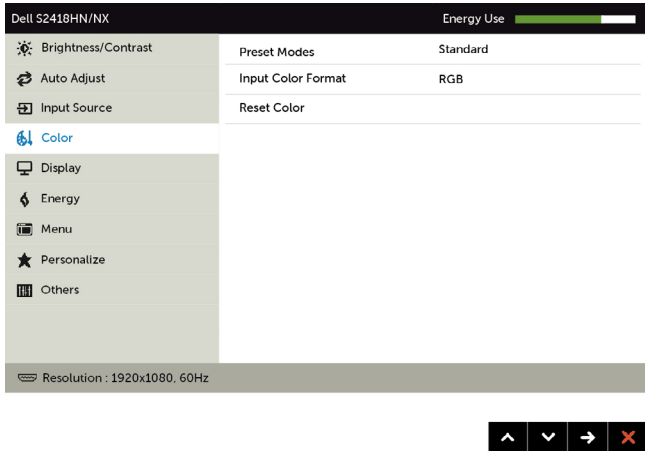 Dell S2418HN/NX
Energy Use
Brightness/Contrast
Auto Adjust
Input Source
Color
Display
Energy
Menu
Personalize
Others
Preset Modes Standard
Input Color Format RGB
Reset Color
Resolution : 1920x1080, 60Hz